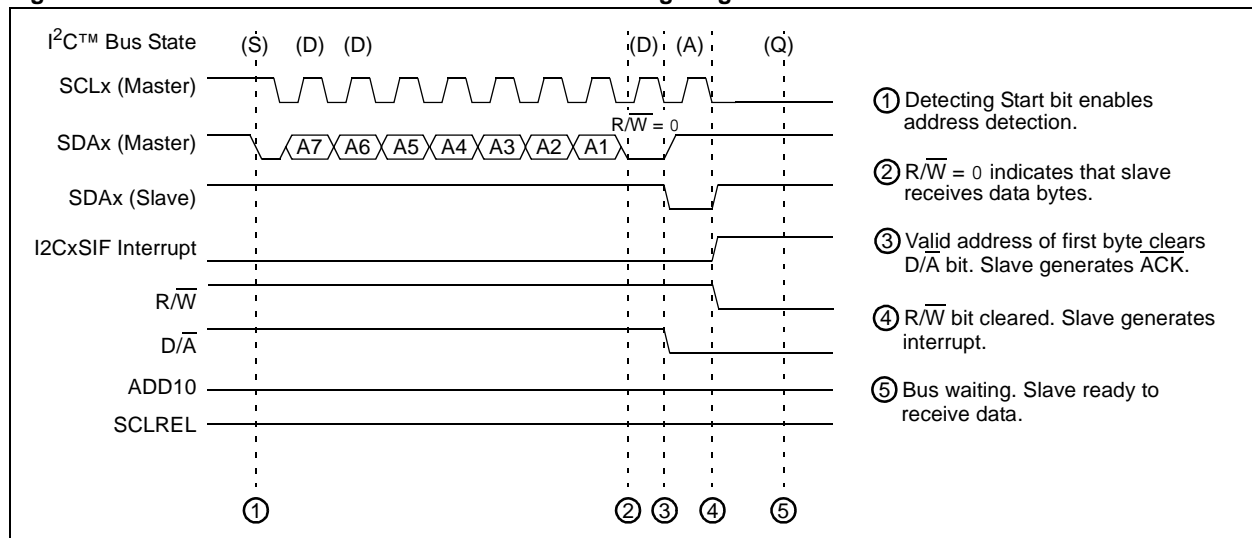 I²C™ Bus State (S) (D) (D) (D) (A) (Q)
SCLx (Master)
R/W̅ = 0
SDAx (Master) A7 A6 A5 A4 A3 A2 A1
SDAx (Slave)
I2CxSIF Interrupt
R/W̅
D/A̅
ADD10
SCLREL
1 2 3 4 5
① Detecting Start bit enables
address detection.
② R/W̅ = 0 indicates that slave
receives data bytes.
③ Valid address of first byte clears
D/A̅ bit. Slave generates A̅C̅K̅.
④ R/W̅ bit cleared. Slave generates
interrupt.
⑤ Bus waiting. Slave ready to
receive data.